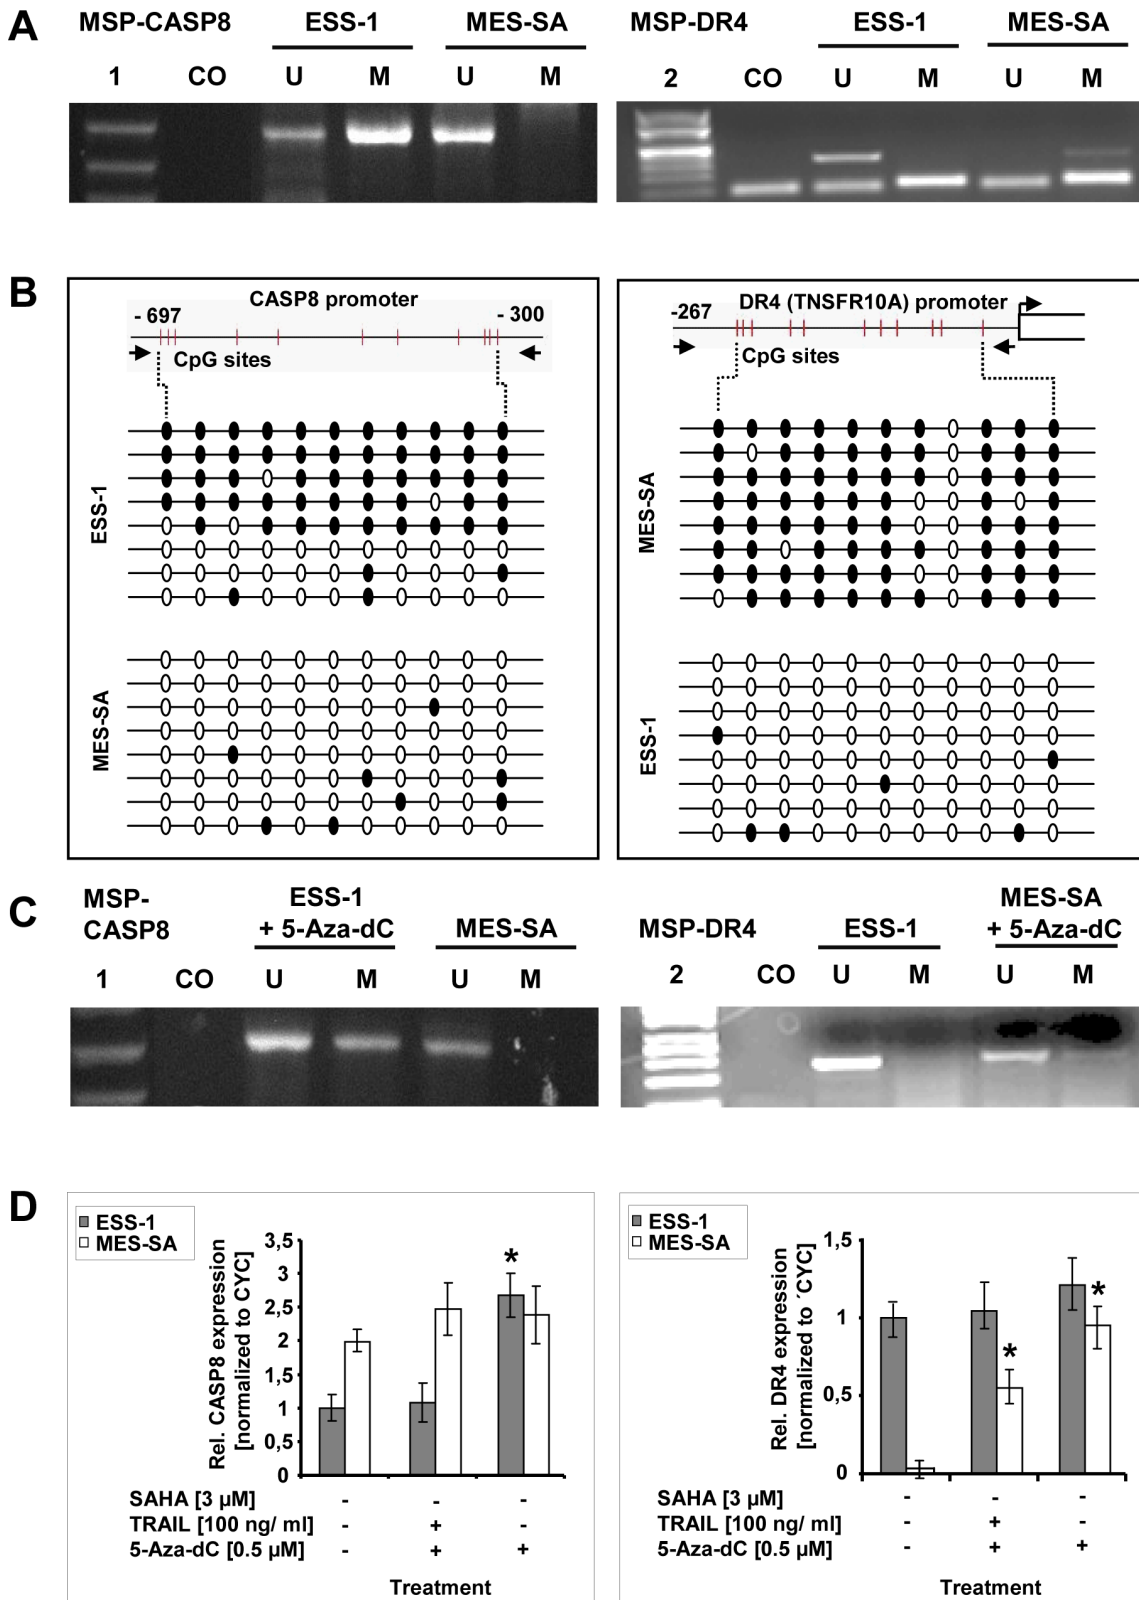 A
MSP-CASP8 ESS-1 MES-SA
1 CO U M U M
MSP-DR4 ESS-1 MES-SA
2 CO U M U M
B
CASP8 promoter
- 697 - 300
CpG sites
ESS-1
MES-SA
DR4 (TNSFR10A) promoter
-267
CpG sites
MES-SA
ESS-1
C
MSP-
CASP8
ESS-1
+ 5-Aza-dC
MES-SA
1 CO U M U M
MSP-DR4
ESS-1
MES-SA
+ 5-Aza-dC
2 CO U M U M
D
ESS-1
MES-SA
Rel. CASP8 expression
[normalized to CYC]
3,5
3
2,5
2
1,5
1
0,5
0
*
SAHA [3 µM] - - -
TRAIL [100 ng/ ml] - + -
5-Aza-dC [0.5 µM] - + +
Treatment
ESS-1
MES-SA
Rel. DR4 expression
[normalized to ´CYC]
1,5
1
0,5
0
*
*
SAHA [3 µM] - - -
TRAIL [100 ng/ ml] - + -
5-Aza-dC [0.5 µM] - + +
Treatment